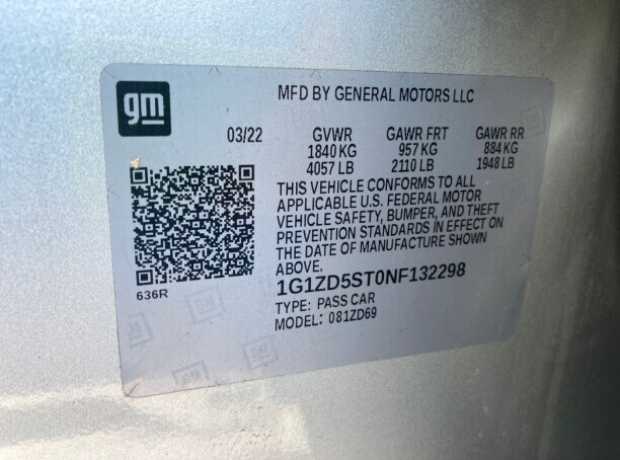 gm
MFD BY GENERAL MOTORS LLC
03/22 GVWR GAWR FRT GAWR RR
1840 KG 957 KG 884 KG
4057 LB 2110 LB 1948 LB
THIS VEHICLE CONFORMS TO ALL
APPLICABLE U.S. FEDERAL MOTOR
VEHICLE SAFETY, BUMPER, AND THEFT
PREVENTION STANDARDS IN EFFECT ON
THE DATE OF MANUFACTURE SHOWN
ABOVE.
636R
1G1ZD5ST0NF132298
TYPE: PASS CAR
MODEL: 081ZD69